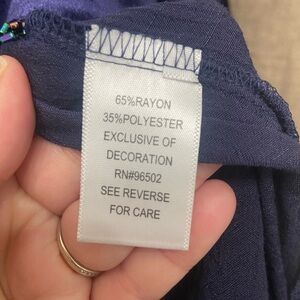 65%RAYON
35%POLYESTER
EXCLUSIVE OF
DECORATION
RN#96502
SEE REVERSE
FOR CARE